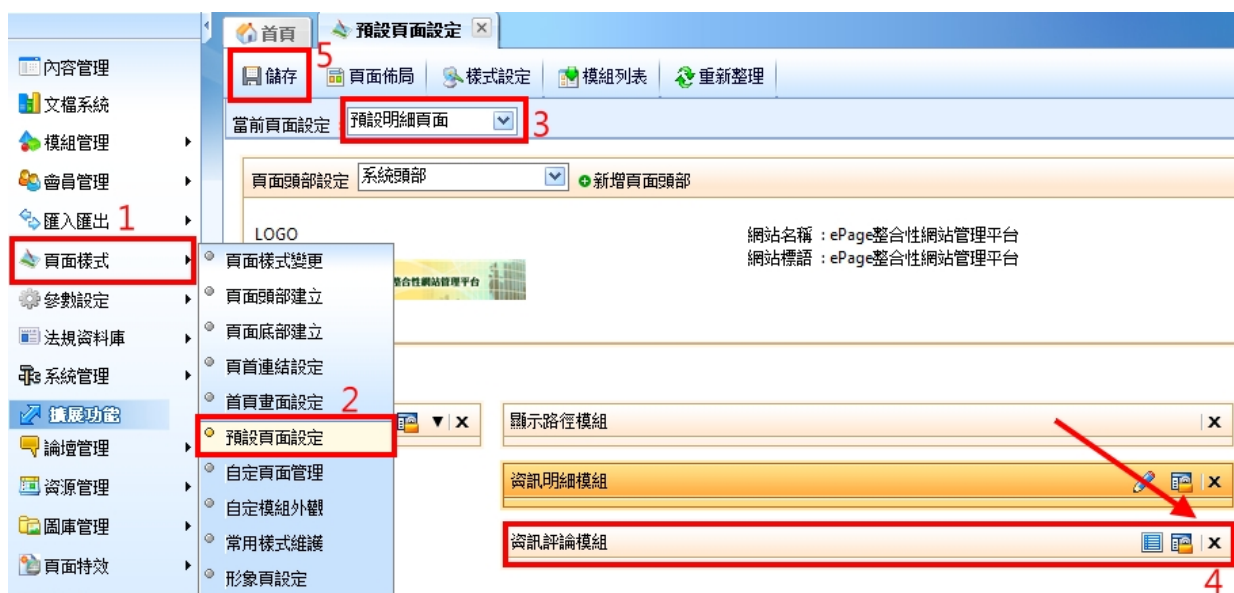 首頁
預設頁面設定
5
儲存
頁面佈局
樣式設定
模組列表
重新整理
當前頁面設定：
預設明細頁面
3
內容管理
文檔系統
模組管理
會員管理
匯入匯出
1
頁面樣式
參數設定
法規資料庫
系統管理
擴展功能
論壇管理
資源管理
圖庫管理
頁面特效
頁面樣式變更
頁面頭部建立
頁面底部建立
頁首連結設定
首頁畫面設定
2
預設頁面設定
自定頁面管理
自定模組外觀
常用樣式維護
形象頁設定
頁面頭部設定
系統頭部
新增頁面頭部
LOGO
整合性網站管理平台
網站名稱：ePage整合性網站管理平台
網站標語：ePage整合性網站管理平台
顯示路徑模組
資訊明細模組
資訊評論模組
4